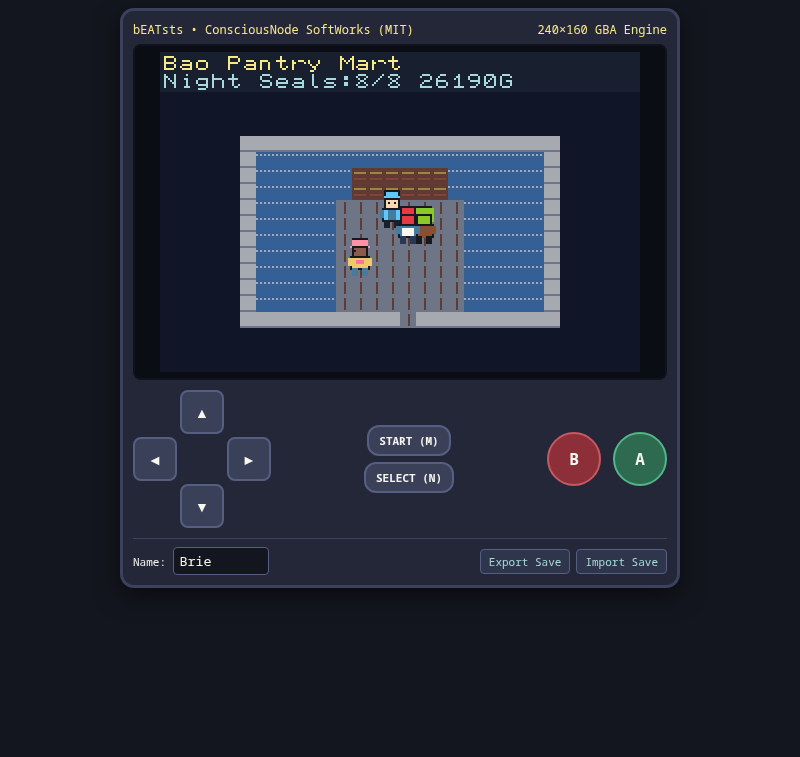 bEATsts • ConsciousNode SoftWorks (MIT)
240×160 GBA Engine
Bao Pantry Mart
Night Seals:8/8 26190G
▲
◄
►
▼
START (M)
SELECT (N)
B
A
Name: Brie
Export Save
Import Save